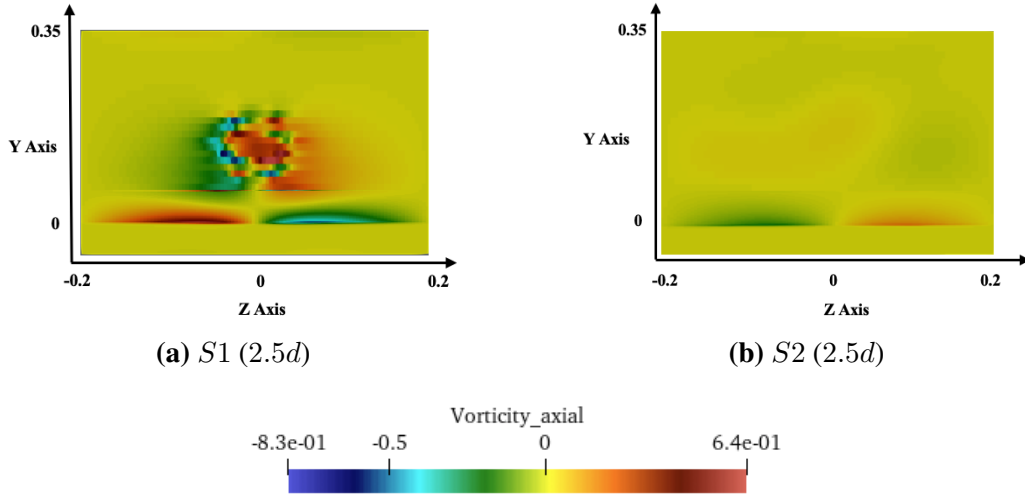 0.35
Y Axis
0
-0.2
0
0.2
Z Axis
(a) S1 (2.5d)
0.35
Y Axis
0
-0.2
0
0.2
Z Axis
(b) S2 (2.5d)
Vorticity_axial
-8.3e-01 -0.5 0 6.4e-01